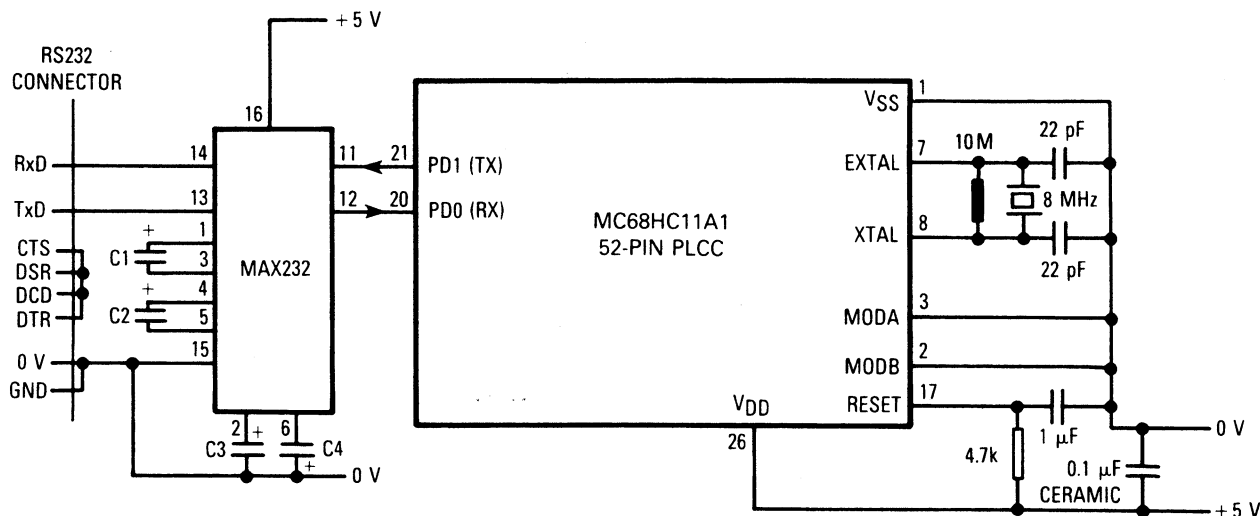 +5 V
RS232
CONNECTOR
16
RxD
TxD
CTS
DSR
DCD
DTR
0 V
GND
14
13
1
3
4
5
15
+
C1
+
C2
MAX232
11
12
21
20
2
+
C3
6
+
C4
0 V
PD1 (TX)
PD0 (RX)
MC68HC11A1
52-PIN PLCC
VSS
EXTAL
XTAL
MODA
MODB
RESET
VDD
26
1
7
8
3
2
17
10M
22 pF
8 MHz
22 pF
1 µF
4.7k
0.1 µF
CERAMIC
0 V
+5 V